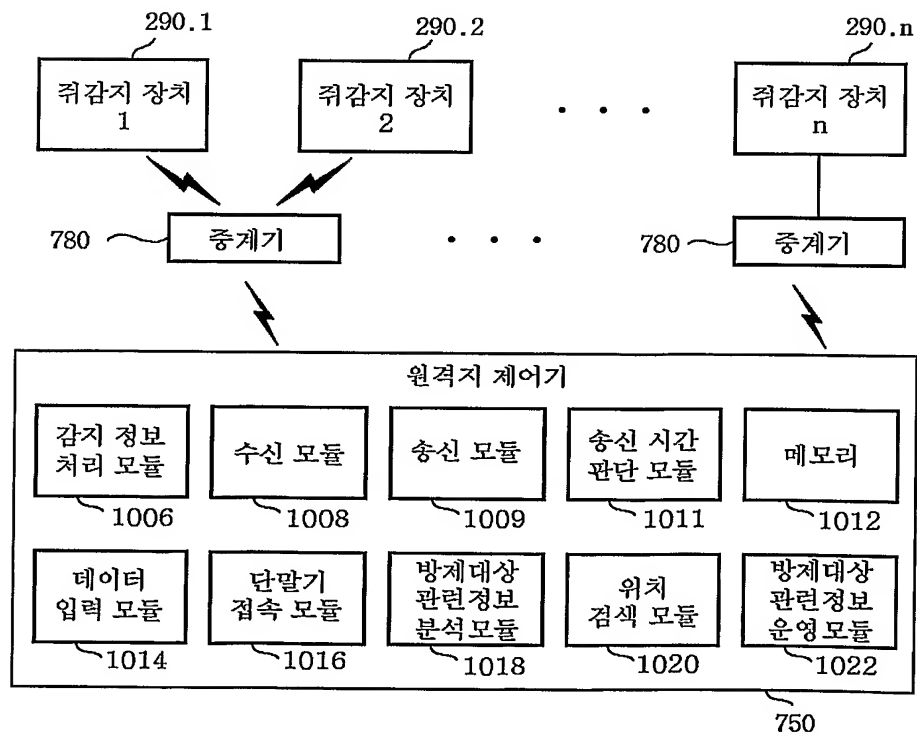 290.1
290.2
290.n
쥐감지 장치
1
쥐감지 장치
2
쥐감지 장치
n
780
중계기
780
중계기
원격지 제어기
감지 정보
처리 모듈
수신 모듈
송신 모듈
송신 시간
판단 모듈
메모리
1006
1008
1009
1011
1012
데이터
입력 모듈
단말기
접속 모듈
방제대상
관련정보
분석모듈
위치
검색 모듈
방제대상
관련정보
운영모듈
1014
1016
1018
1020
1022
750